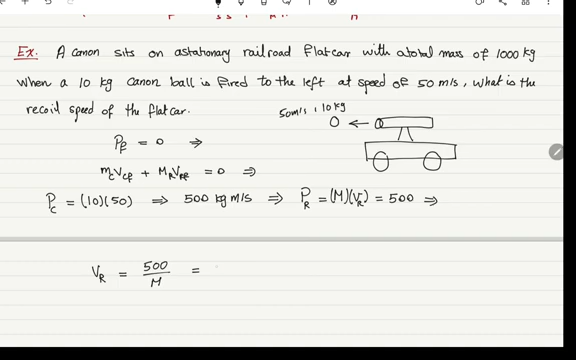 Ex. A canon sits on a stationary railroad flatcar with a total mass of 1000 kg
when a 10 kg canon ball is fired to the left at speed of 50 m/s, what is the
recoil speed of the flatcar.
50m/s, 10 kg
P_f = 0 ⇒
m_c V_cf + M_R V_Rf = 0 ⇒
P_c = (10)(50) ⇒ 500 kg m/s ⇒ P_R = (M)(V_R) = 500 ⇒
V_R = 500/M =